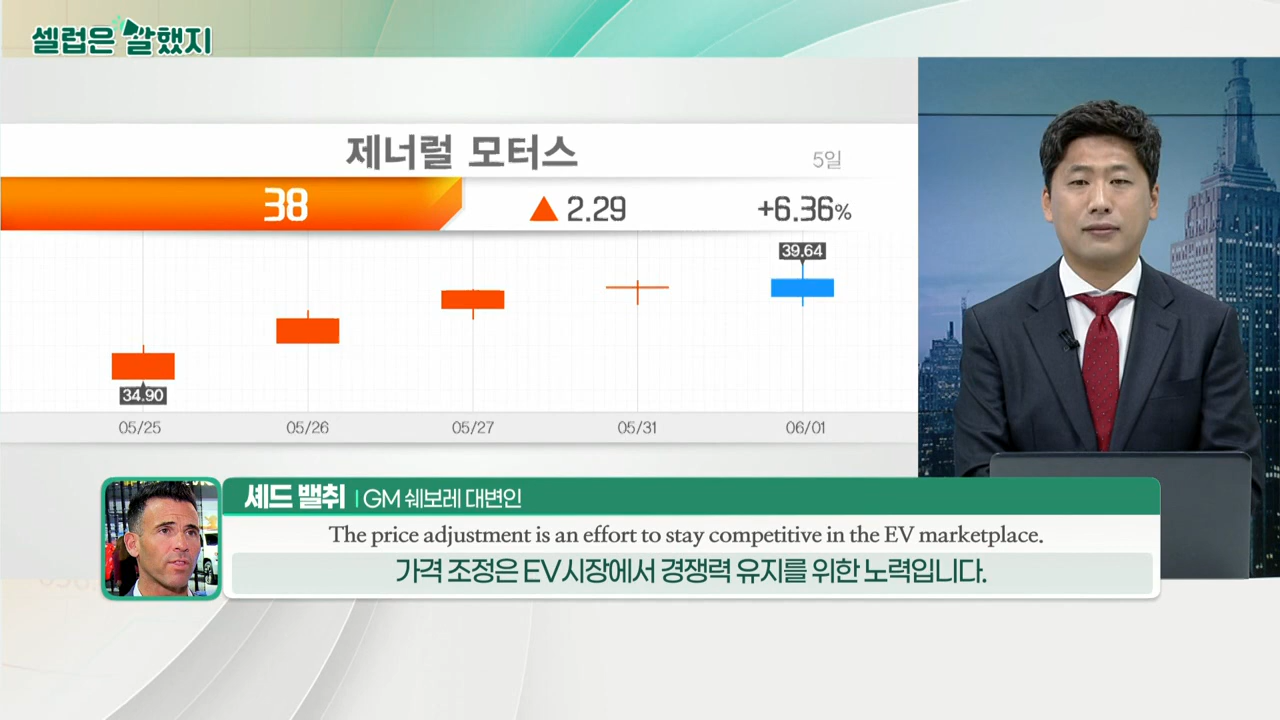 셀럽은 말했지
제너럴 모터스
5일
38
▲ 2.29
+6.36%
39.64
34.90
05/25
05/26
05/27
05/31
06/01
셰드 밸취 | GM 쉐보레 대변인
The price adjustment is an effort to stay competitive in the EV marketplace.
가격 조정은 EV시장에서 경쟁력 유지를 위한 노력입니다.